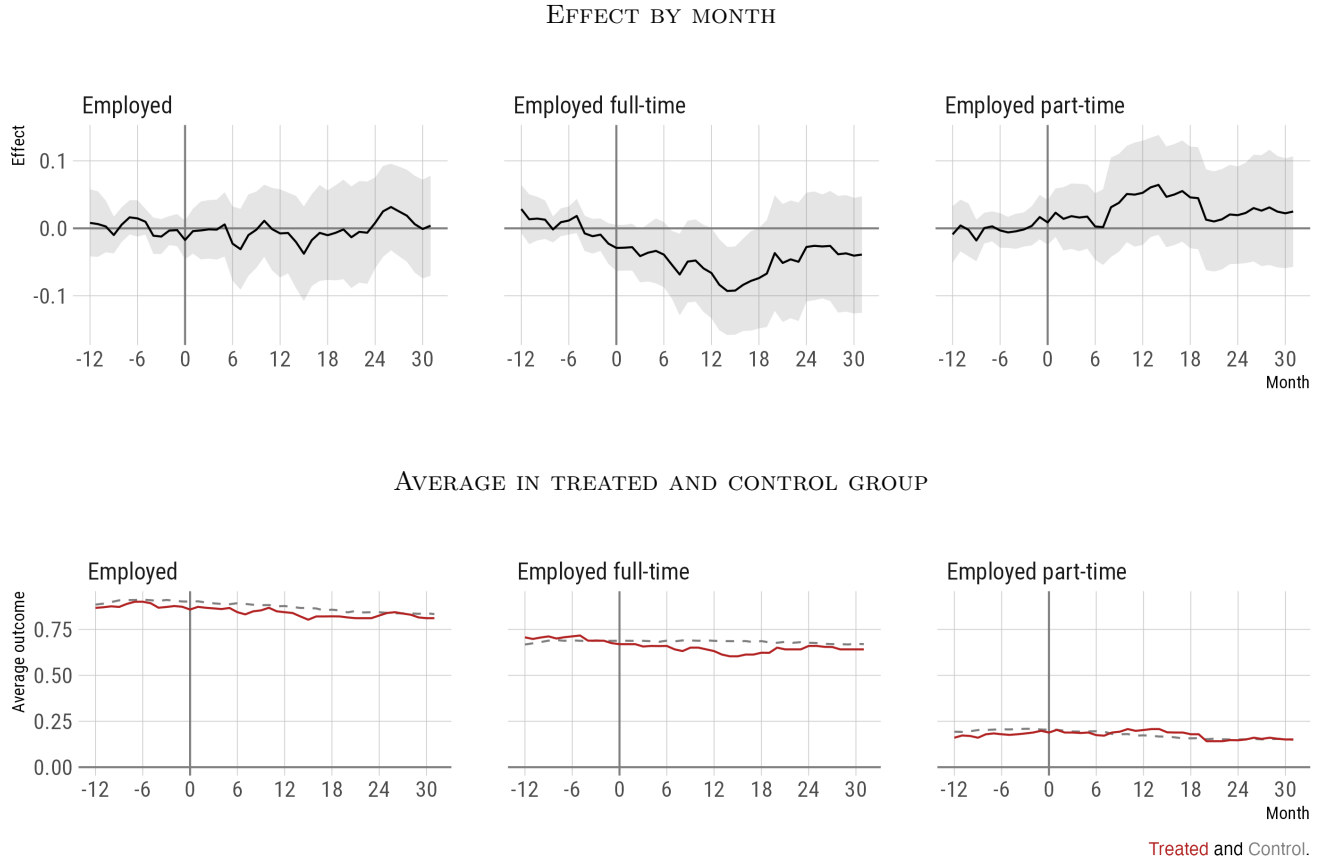 EFFECT BY MONTH
Employed Employed full-time Employed part-time
Effect
0.1
0.0
-0.1
-12 -6 0 6 12 18 24 30 -12 -6 0 6 12 18 24 30 -12 -6 0 6 12 18 24 30
Month
AVERAGE IN TREATED AND CONTROL GROUP
Employed Employed full-time Employed part-time
Average outcome
0.75
0.50
0.25
0.00
-12 -6 0 6 12 18 24 30 -12 -6 0 6 12 18 24 30 -12 -6 0 6 12 18 24 30
Month
Treated and Control.